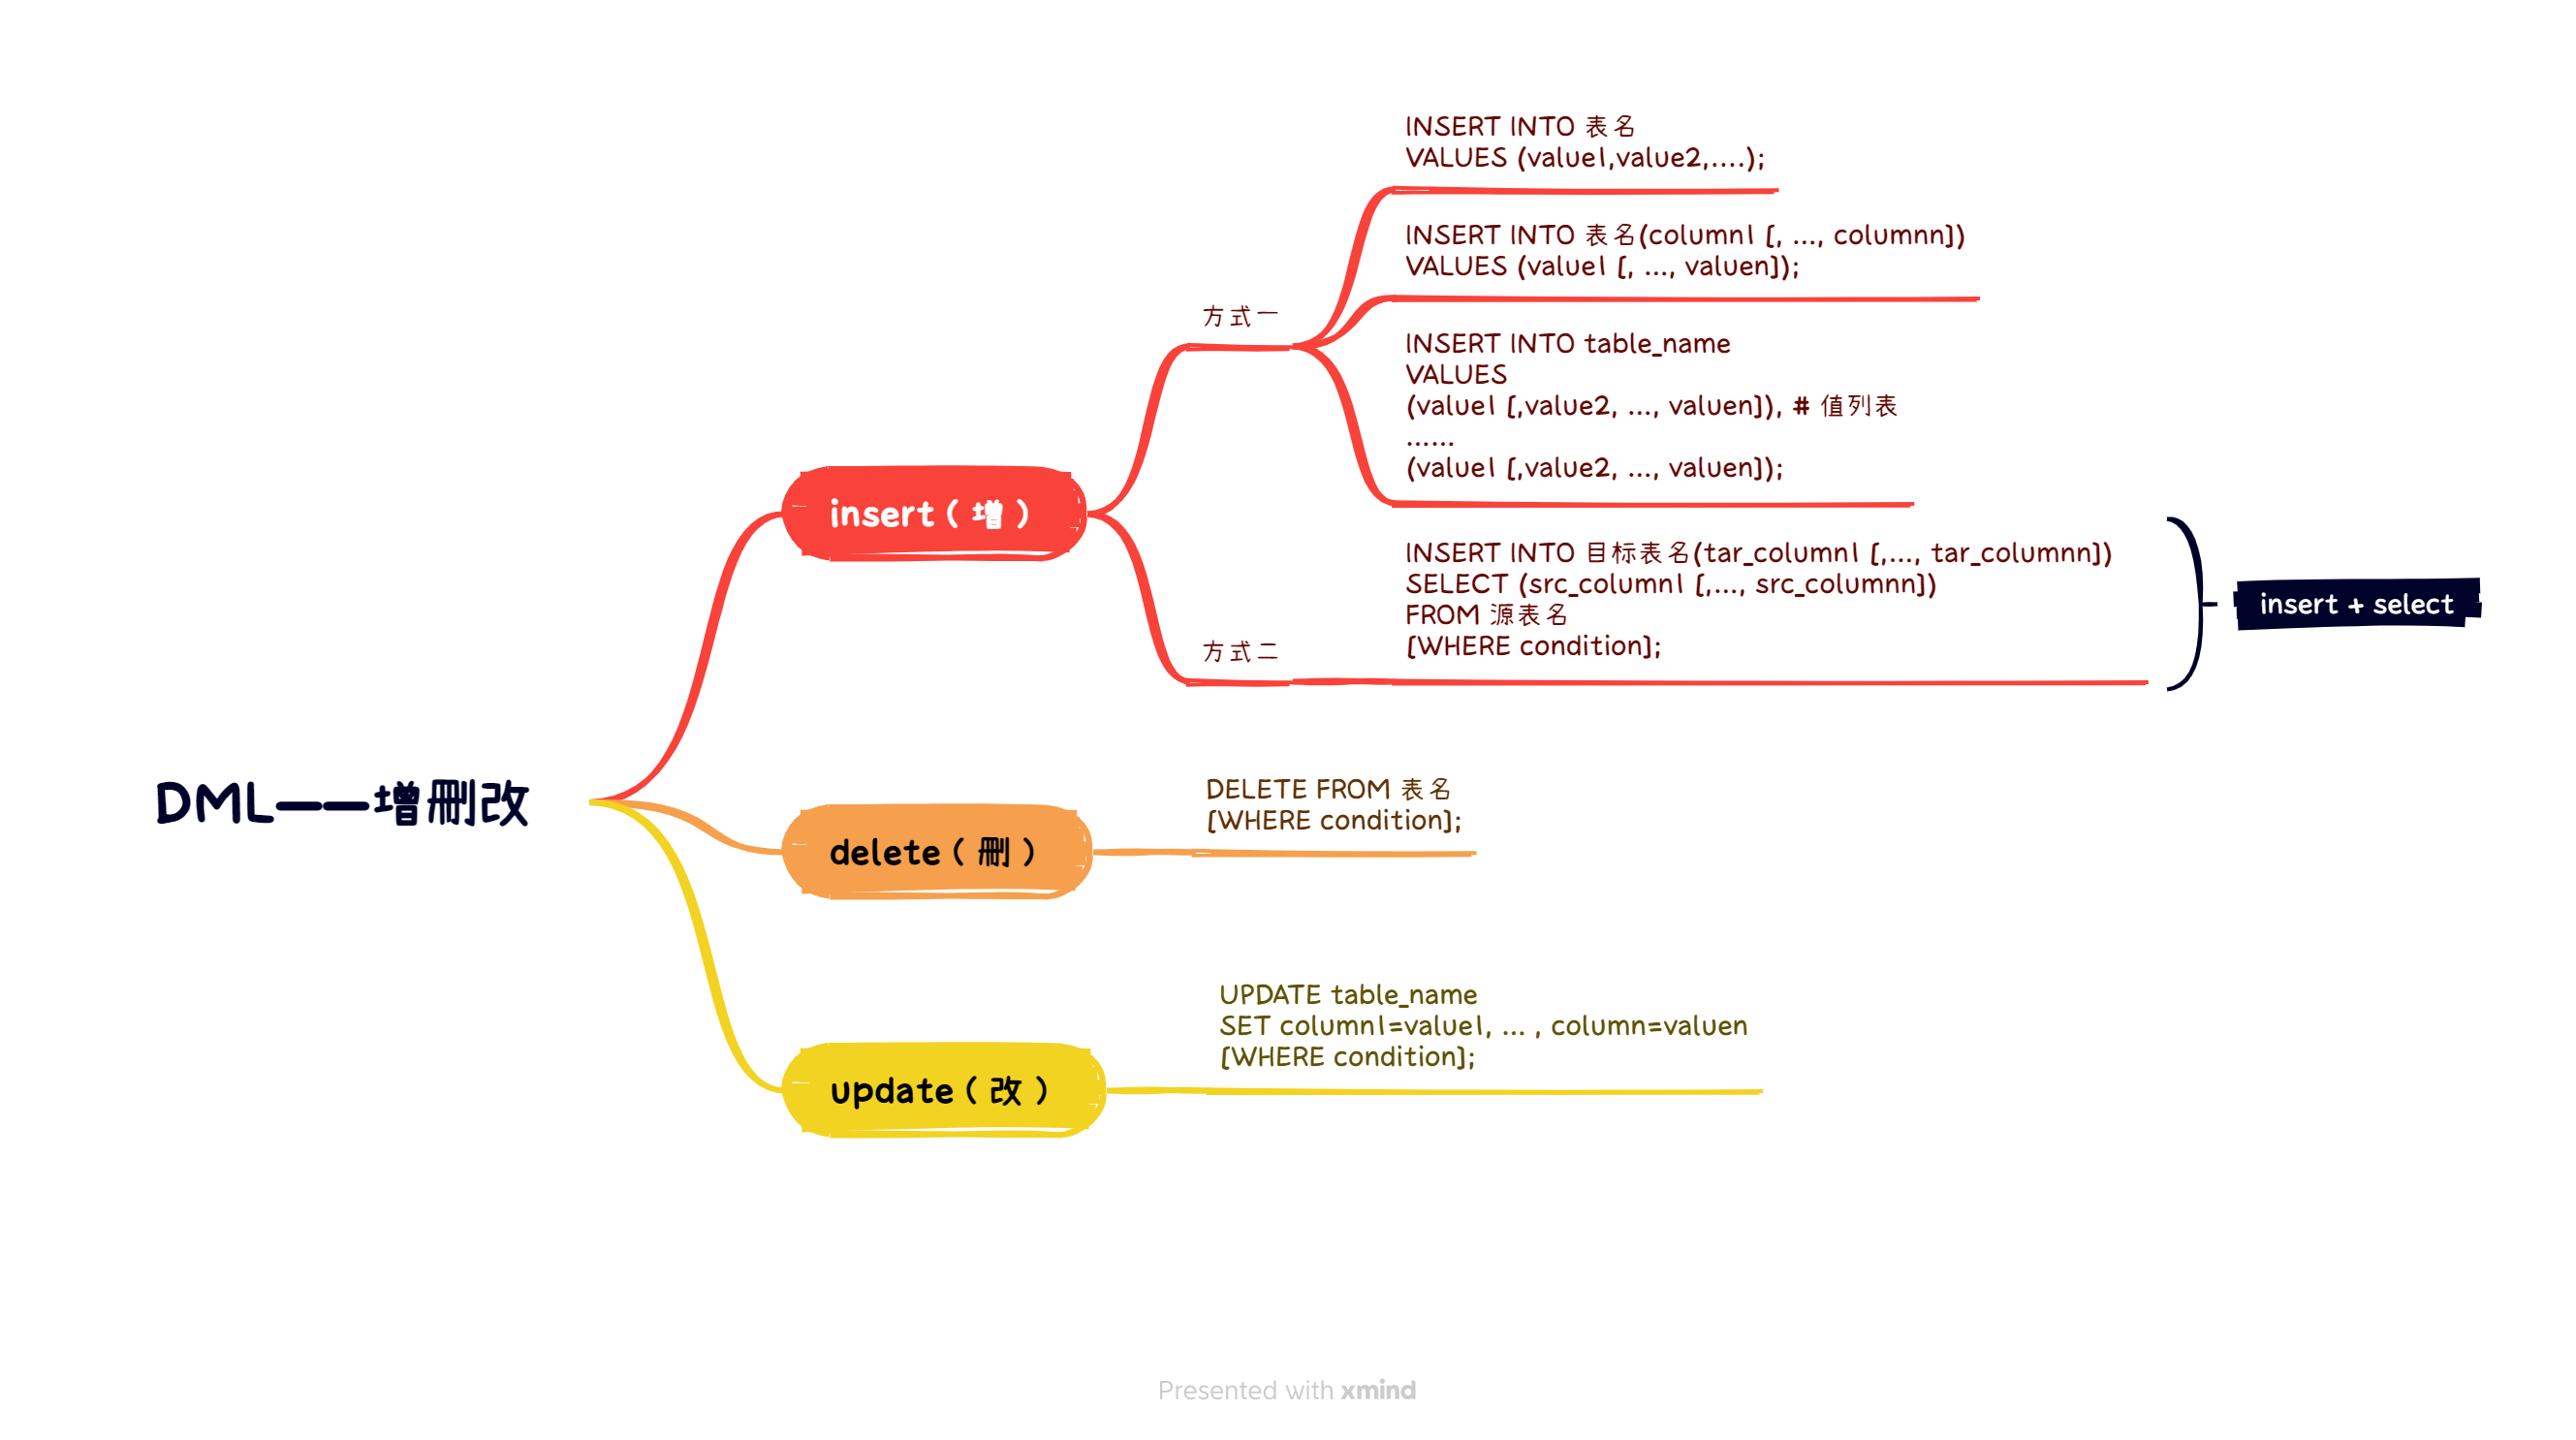 DML——增删改
insert（增）
方式一
INSERT INTO 表名
VALUES (value1,value2,....);
INSERT INTO 表名(column1 [, …, columnn])
VALUES (value1 [, …, valuen]);
INSERT INTO table_name
VALUES
(value1 [,value2, …, valuen]), # 值列表
……
(value1 [,value2, …, valuen]);
方式二
INSERT INTO 目标表名(tar_column1 [,…, tar_columnn])
SELECT (src_column1 [,…, src_columnn])
FROM 源表名
[WHERE condition];
insert + select
delete（删）
DELETE FROM 表名
[WHERE condition];
update（改）
UPDATE table_name
SET column1=value1, … , column=valuen
[WHERE condition];
Presented with xmind